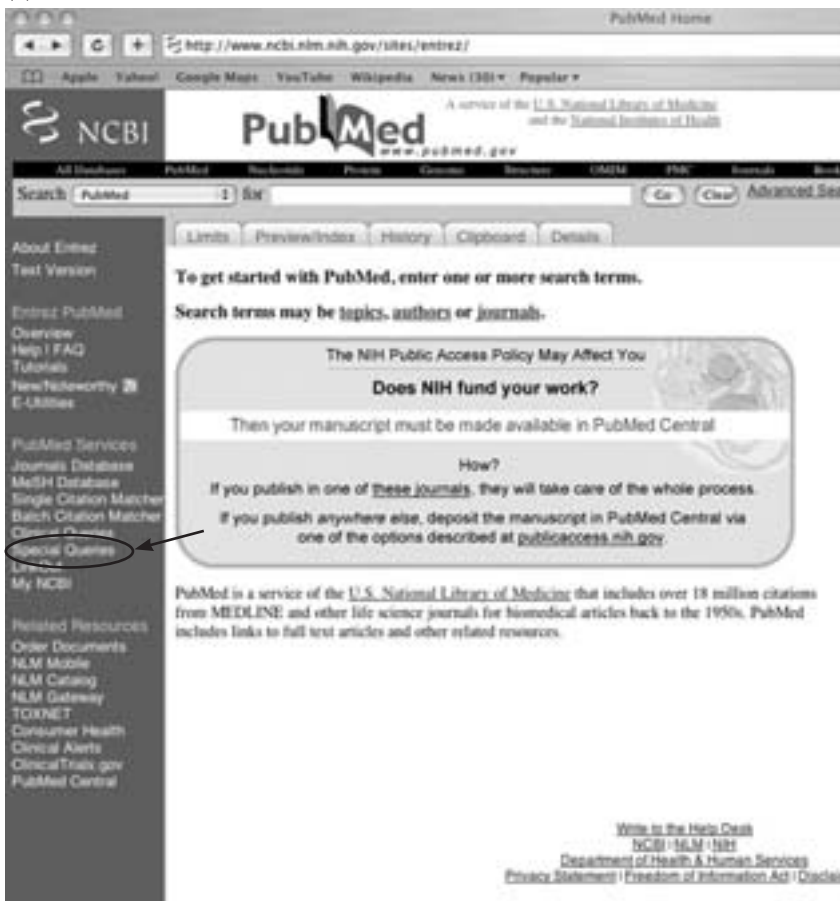 PubMed Home
http://www.ncbi.nlm.nih.gov/sites/entrez/
Apple Yahoo! Google Maps YouTube Wikipedia News (30) Popular
NCBI
PubMed
www.pubmed.gov
A service of the U.S. National Library of Medicine
and the National Institutes of Health
All Databases PubMed Nucleotide Protein Genome Structure OMIM PMC Journals
Search PubMed for Go Clear Advanced
Limits Preview/Index History Clipboard Details
About Entrez
Text Version
Entrez PubMed
Overview
Help | FAQ
Tutorials
New/Noteworthy
E-Utilities
PubMed Services
Journals Database
MeSH Database
Single Citation Matcher
Batch Citation Matcher
Special Queries
My NCBI
Related Resources
Order Documents
NLM Mobile
NLM Catalog
NLM Gateway
TOXNET
Consumer Health
Clinical Alerts
ClinicalTrials.gov
PubMed Central
To get started with PubMed, enter one or more search terms.
Search terms may be topics, authors or journals.
The NIH Public Access Policy May Affect You
Does NIH fund your work?
Then your manuscript must be made available in PubMed Central
How?
If you publish in one of these journals, they will take care of the whole process.
If you publish anywhere else, deposit the manuscript in PubMed Central via
one of the options described at publicaccess.nih.gov.
PubMed is a service of the U.S. National Library of Medicine that includes over 18 million citations
from MEDLINE and other life science journals for biomedical articles back to the 1950s. PubMed
includes links to full text articles and other related resources.
Write to the Help Desk
NCBI | NLM | NIH
Department of Health & Human Services
Privacy Statement | Freedom of Information Act |